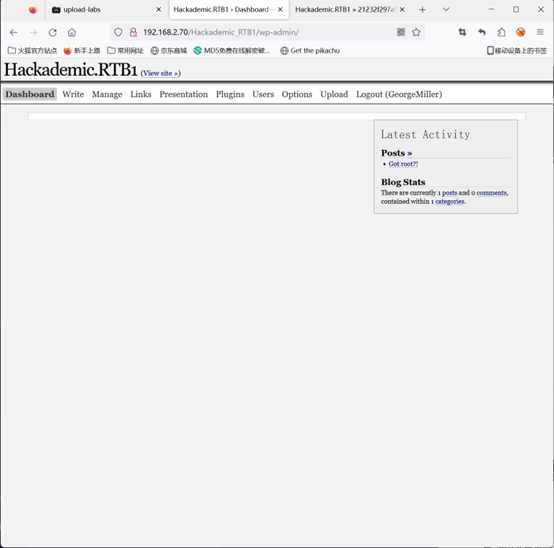 upload-labs
Hackademic.RTB1 › Dashboard —
Hackademic.RTB1 » 21232f297a
192.168.2.70/Hackademic_RTB1/wp-admin/
火狐官方站点 新手上路 常用网址 京东商城 MD5免费在线解密破... Get the pikachu 移动设备上的书签
Hackademic.RTB1 (View site »)
Dashboard Write Manage Links Presentation Plugins Users Options Upload Logout (GeorgeMiller)
Latest Activity
Posts »
Got root?!
Blog Stats
There are currently 1 posts and 0 comments,
contained within 1 categories.